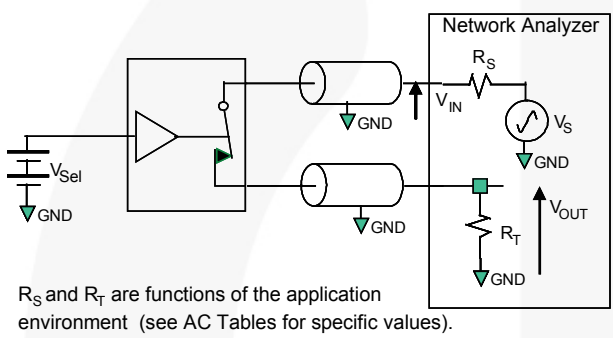 Network Analyzer
R_S
V_IN
GND
V_S
V_Sel
GND
GND
V_OUT
GND
R_T
GND
R_S and R_T are functions of the application
environment (see AC Tables for specific values).